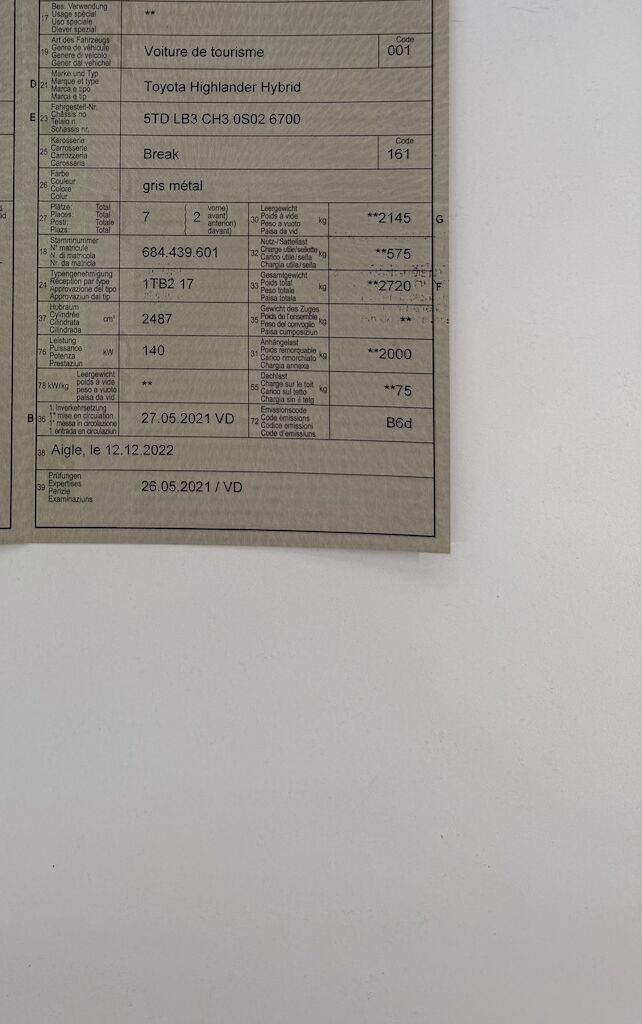 17 Bes. Verwendung
Usage spécial
Uso speciale
Diever spezial
**
19 Art des Fahrzeugs
Genre de véhicule
Genere di veicolo
Gener dal vehichel
Voiture de tourisme
Code
001
D 21 Marke und Typ
Marque et type
Marca e tipo
Marca e tip
Toyota Highlander Hybrid
E 23 Fahrgestell-Nr.
Châssis no
Telaio n.
Schassis nr.
5TD LB3 CH3 0S02 6700
25 Karosserie
Carrosserie
Carrozzeria
Carossaria
Break
Code
161
26 Farbe
Couleur
Colore
Colur
gris métal
27 Plätze: Total
Places: Total
Posti: Totale
Plazs: Total
7
2
vorne)
avant)
anteriori)
davant)
30 Leergewicht
Poids à vide
Peso a vuoto
Paisa da vid
kg
**2145
G
18 Stammnummer
N° matricule
N. di matricola
Nr. da matricla
684.439.601
32 Nutz-/Sattellast
Charge utile/sellette
Carico utile/sella
Chargia utila/sella
kg
**575
24 Typengenehmigung
Réception par type
Approvazione del tipo
Approvaziun dal tip
1TB2 17
33 Gesamtgewicht
Poids total
Peso totale
Paisa totala
kg
**2720
F
37 Hubraum
Cylindrée
Cilindrata
Cilindrada
cm³
2487
35 Gewicht des Zuges
Poids de l'ensemble
Peso del convoglio
Paisa cumposiziun
kg
**
76 Leistung
Puissance
Potenza
Prestaziun
kW
140
31 Anhängelast
Poids remorquable
Carico rimorchiato
Chargia annexa
kg
**2000
78 kW/kg
Leergewicht
poids à vide
peso a vuoto
paisa da vid
**
55 Dachlast
Charge sur le toit
Carico sul tetto
Chargia sin il tetg
kg
**75
B 36 1. Inverkehrsetzung
1re mise en circulation
1a messa in circolazione
1. entrada en circulaziun
27.05.2021 VD
72 Emissionscode
Code émissions
Codice emissioni
Code d'emissiuns
B6d
38 Aigle, le 12.12.2022
39 Prüfungen
Expertises
Perizie
Examinaziuns
26.05.2021 / VD